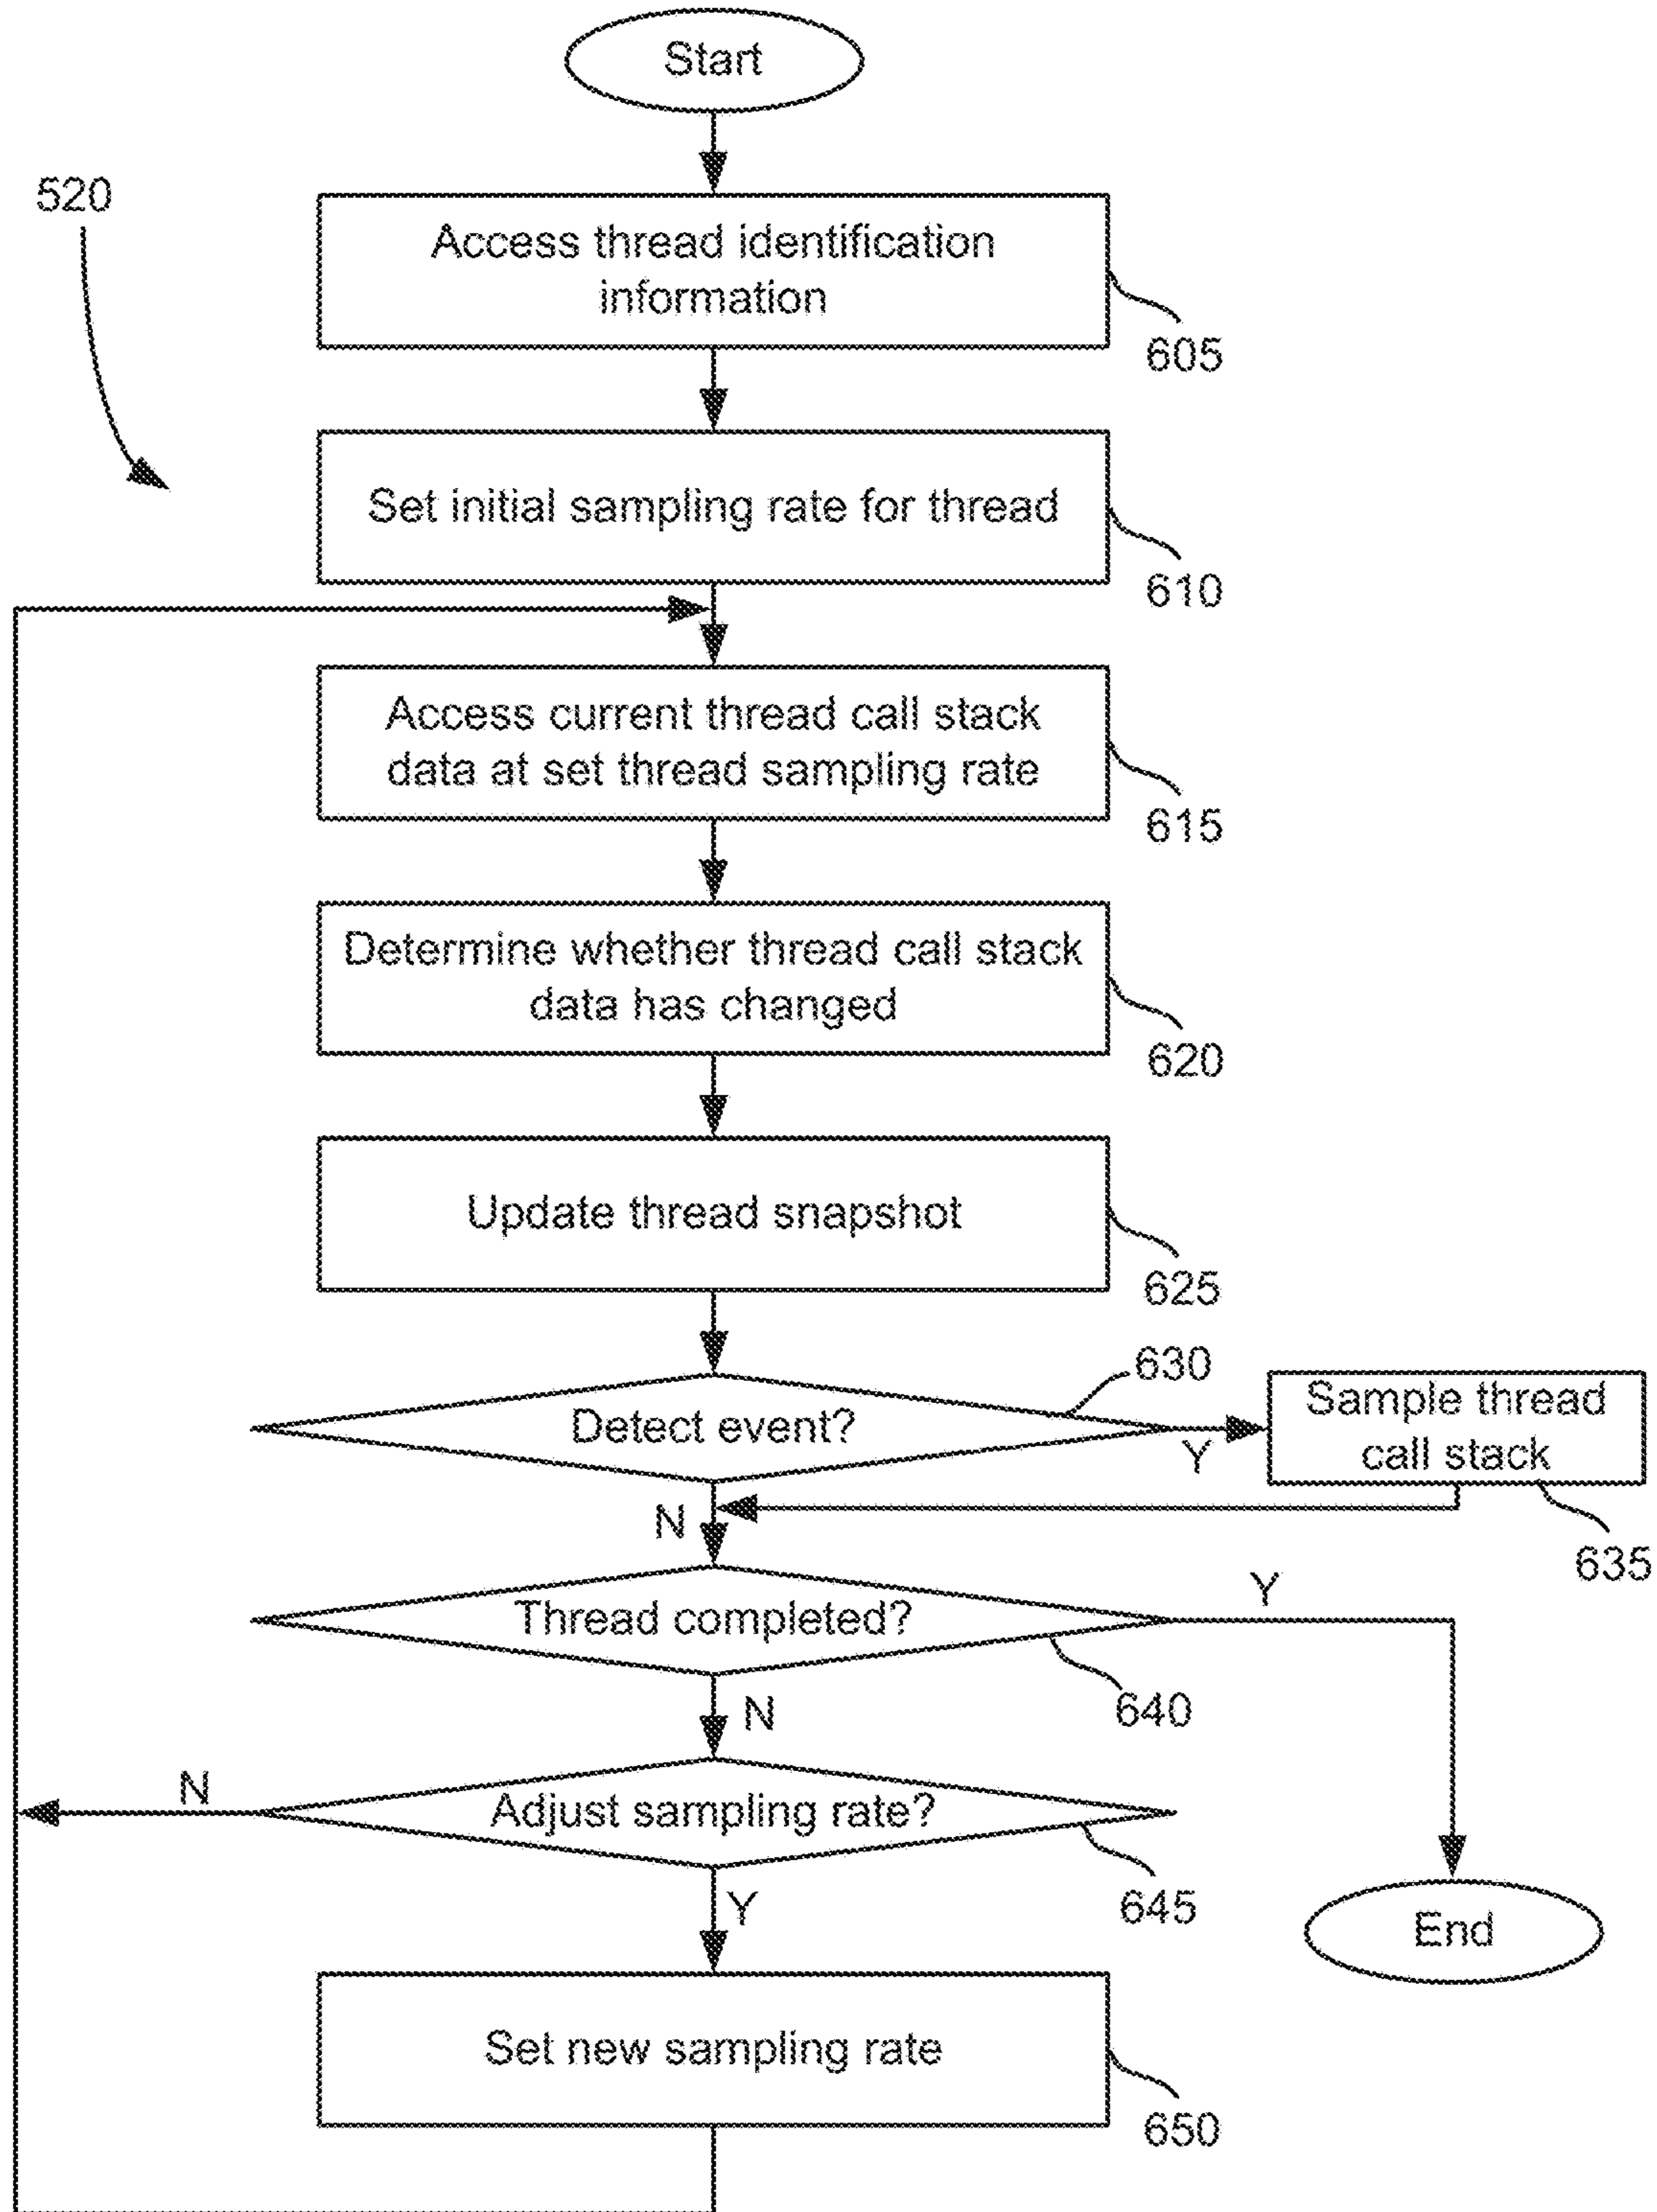 Start
520
Access thread identification
information
605
Set initial sampling rate for thread
610
Access current thread call stack
data at set thread sampling rate
615
Determine whether thread call stack
data has changed
620
Update thread snapshot
625
630
Detect event?
Y
Sample thread
call stack
635
N
Thread completed?
Y
640
N
N
Adjust sampling rate?
645
Y
End
Set new sampling rate
650